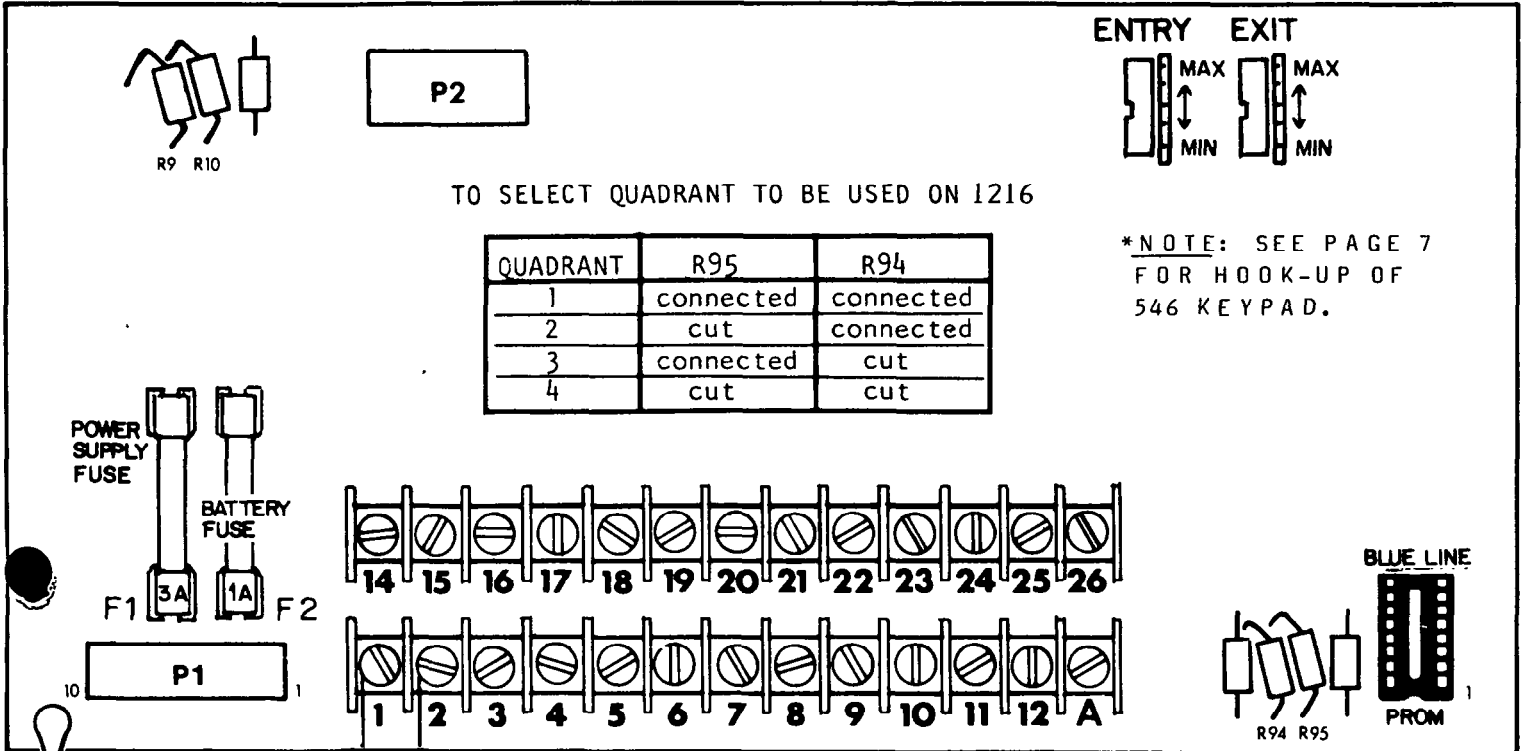 ENTRY EXIT
MAX MAX
MIN MIN
P2
R9 R10
TO SELECT QUADRANT TO BE USED ON 1216
QUADRANT R95 R94
1 connected connected
2 cut connected
3 connected cut
4 cut cut
*NOTE: SEE PAGE 7
FOR HOOK-UP OF
546 KEYPAD.
POWER
SUPPLY
FUSE
BATTERY
FUSE
F1 3A 1A F2
10 P1 1
14 15 16 17 18 19 20 21 22 23 24 25 26
1 2 3 4 5 6 7 8 9 10 11 12 A
BLUE LINE
1
PROM
R94 R95